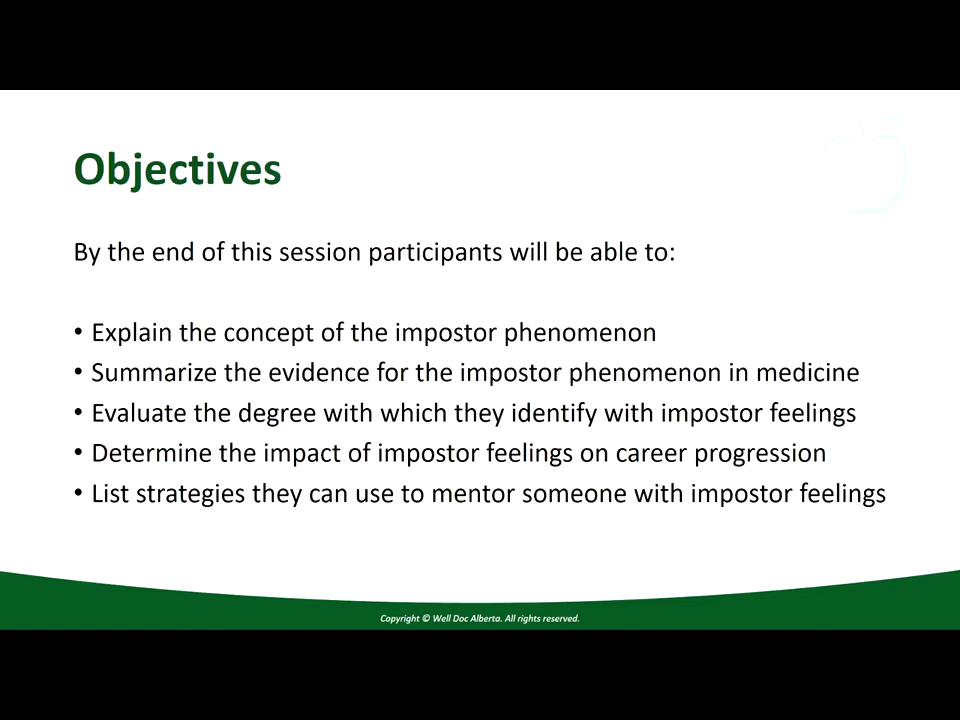 Objectives
By the end of this session participants will be able to:
• Explain the concept of the impostor phenomenon
• Summarize the evidence for the impostor phenomenon in medicine
• Evaluate the degree with which they identify with impostor feelings
• Determine the impact of impostor feelings on career progression
• List strategies they can use to mentor someone with impostor feelings
Copyright © Well Doc Alberta. All rights reserved.